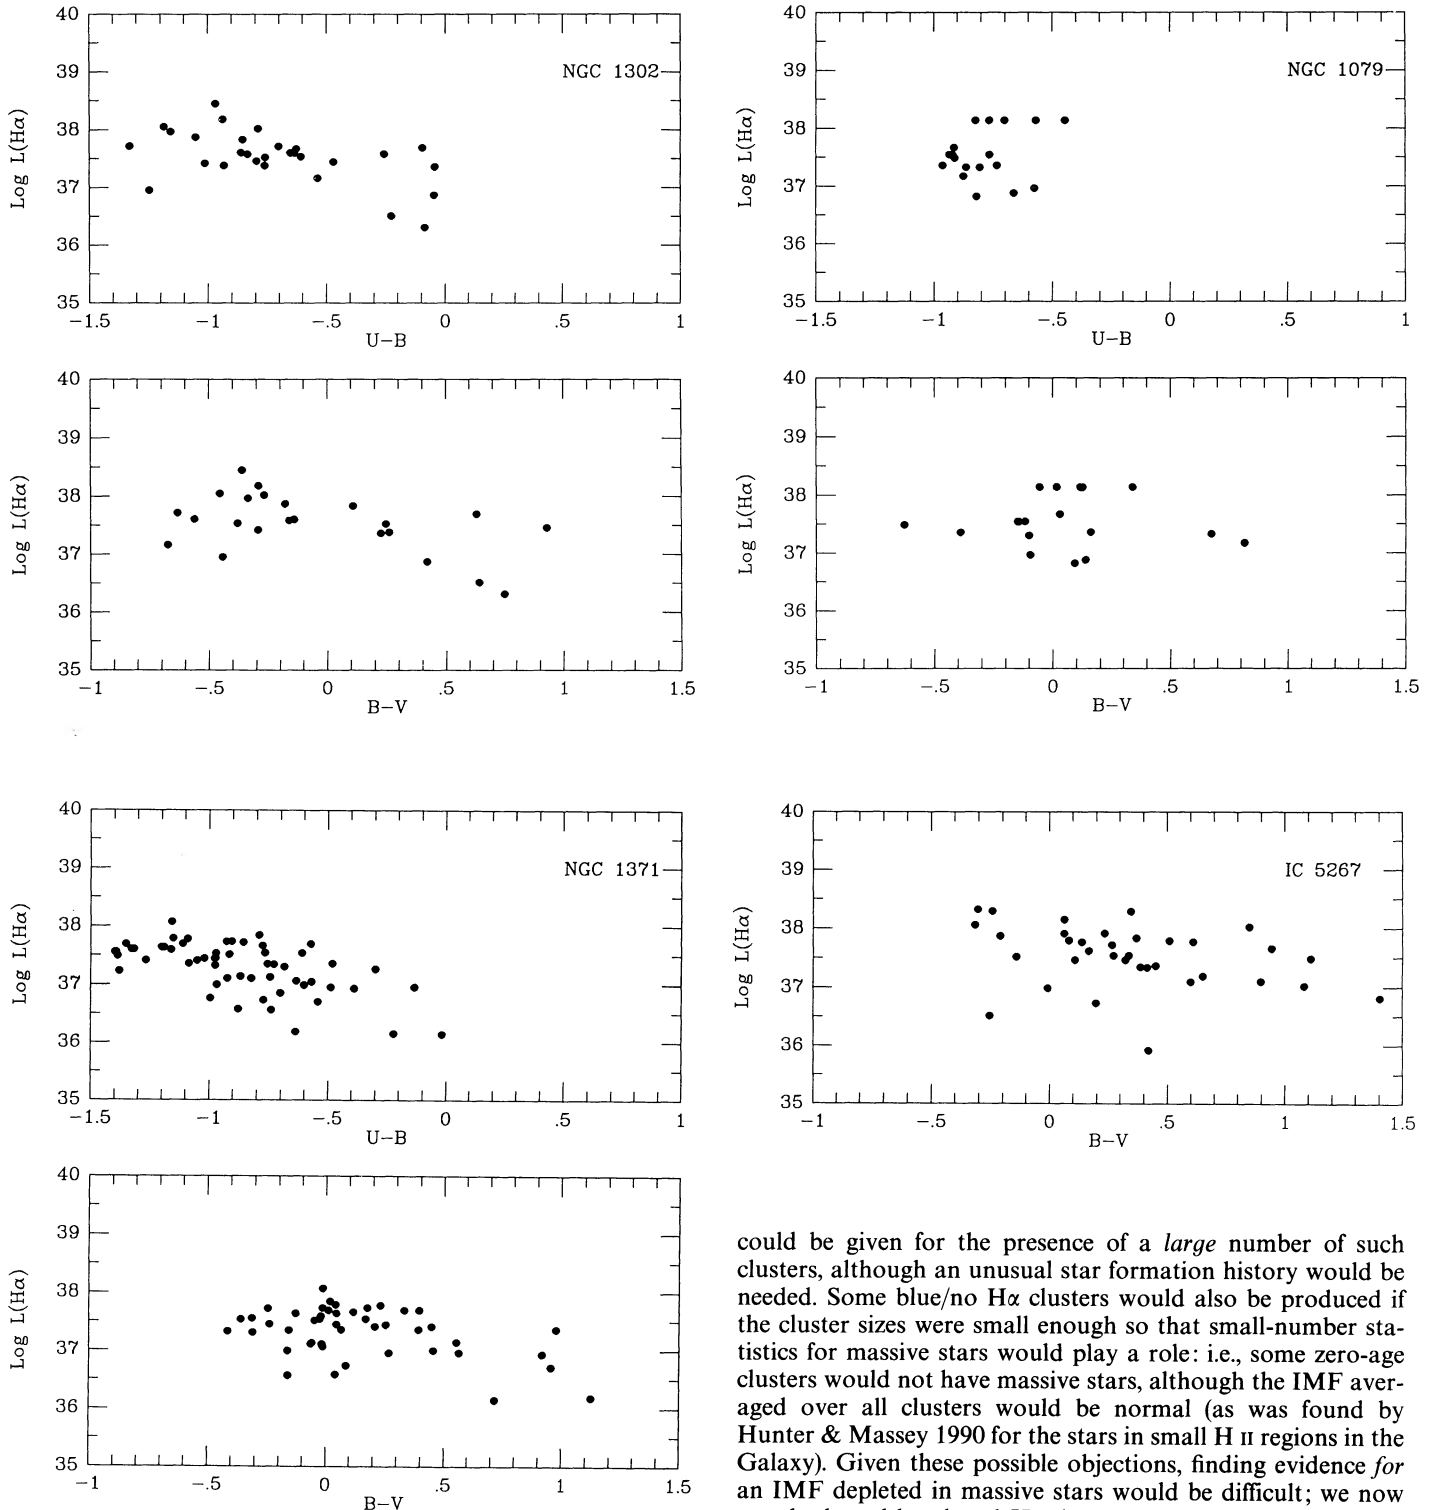 40
39
38
37
36
35
Log L(Hα)
NGC 1302
−1.5 −1 −.5 0 .5 1
U−B
40
39
38
37
36
35
Log L(Hα)
−1 −.5 0 .5 1 1.5
B−V
40
39
38
37
36
35
Log L(Hα)
NGC 1079
−1.5 −1 −.5 0 .5 1
U−B
40
39
38
37
36
35
Log L(Hα)
−1 −.5 0 .5 1 1.5
B−V
40
39
38
37
36
35
Log L(Hα)
NGC 1371
−1.5 −1 −.5 0 .5 1
U−B
40
39
38
37
36
35
Log L(Hα)
−1 −.5 0 .5 1 1.5
B−V
40
39
38
37
36
35
Log L(Hα)
IC 5267
−1 −.5 0 .5 1 1.5
B−V
could be given for the presence of a large number of such
clusters, although an unusual star formation history would be
needed. Some blue/no Hα clusters would also be produced if
the cluster sizes were small enough so that small-number sta-
tistics for massive stars would play a role: i.e., some zero-age
clusters would not have massive stars, although the IMF aver-
aged over all clusters would be normal (as was found by
Hunter & Massey 1990 for the stars in small H II regions in the
Galaxy). Given these possible objections, finding evidence for
an IMF depleted in massive stars would be difficult; we now